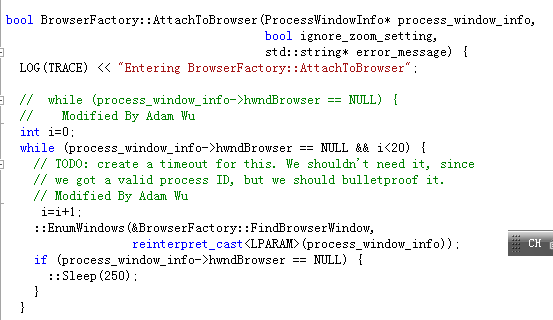 bool BrowserFactory::AttachToBrowser(ProcessWindowInfo* process_window_info,
                                     bool ignore_zoom_setting,
                                     std::string* error_message) {
  LOG(TRACE) << "Entering BrowserFactory::AttachToBrowser";

  //  while (process_window_info->hwndBrowser == NULL) {
  //    Modified By Adam Wu
  int i=0;
  while (process_window_info->hwndBrowser == NULL && i<20) {
    // TODO: create a timeout for this. We shouldn't need it, since
    // we got a valid process ID, but we should bulletproof it.
    // Modified By Adam Wu
     i=i+1;
    ::EnumWindows(&BrowserFactory::FindBrowserWindow,
                  reinterpret_cast<LPARAM>(process_window_info));
    if (process_window_info->hwndBrowser == NULL) {
      ::Sleep(250);
    }
  }
CH